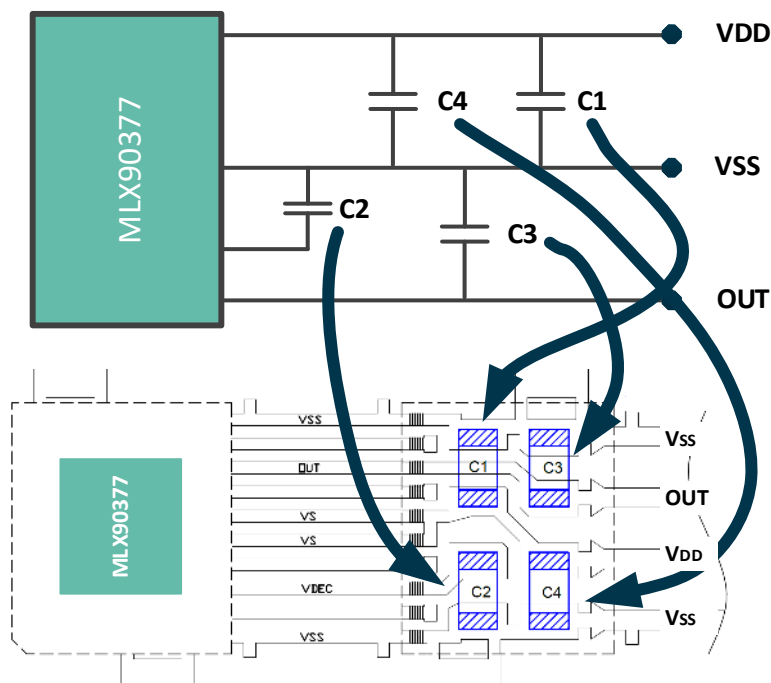 VDD
C4
C1
MLX90377
VSS
C2
C3
OUT
VSS
VSS
OUT
C1
C3
OUT
VS
VS
VDD
MLX90377
VDEC
C2
C4
VSS
VSS